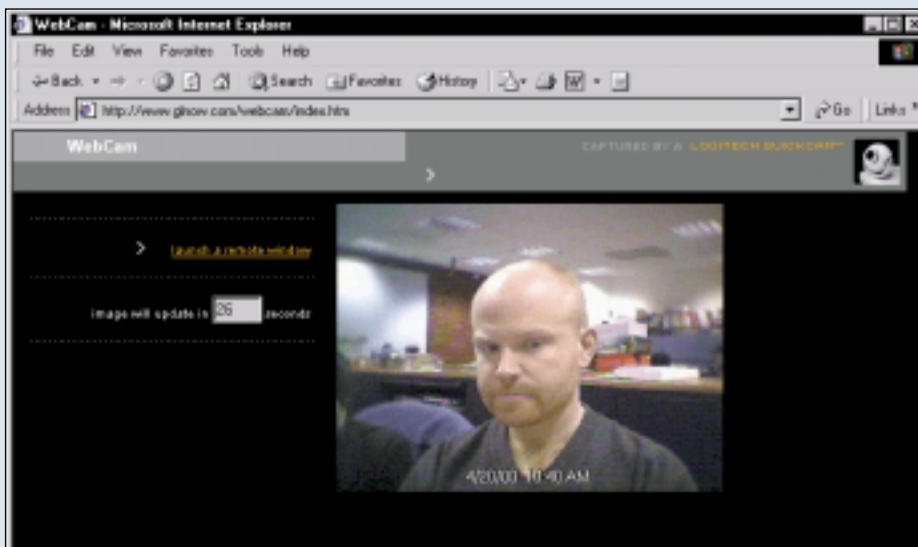 WebCam - Microsoft Internet Explorer
File Edit View Favorites Tools Help
Back Search Favorites History
Address http://www.ginow.com/webcam/index.htm Go Links
WebCam
CAPTURED BY A LOGITECH QUICKCAM
launch a remote window
image will update in 26 seconds
4/20/00 10:40 AM